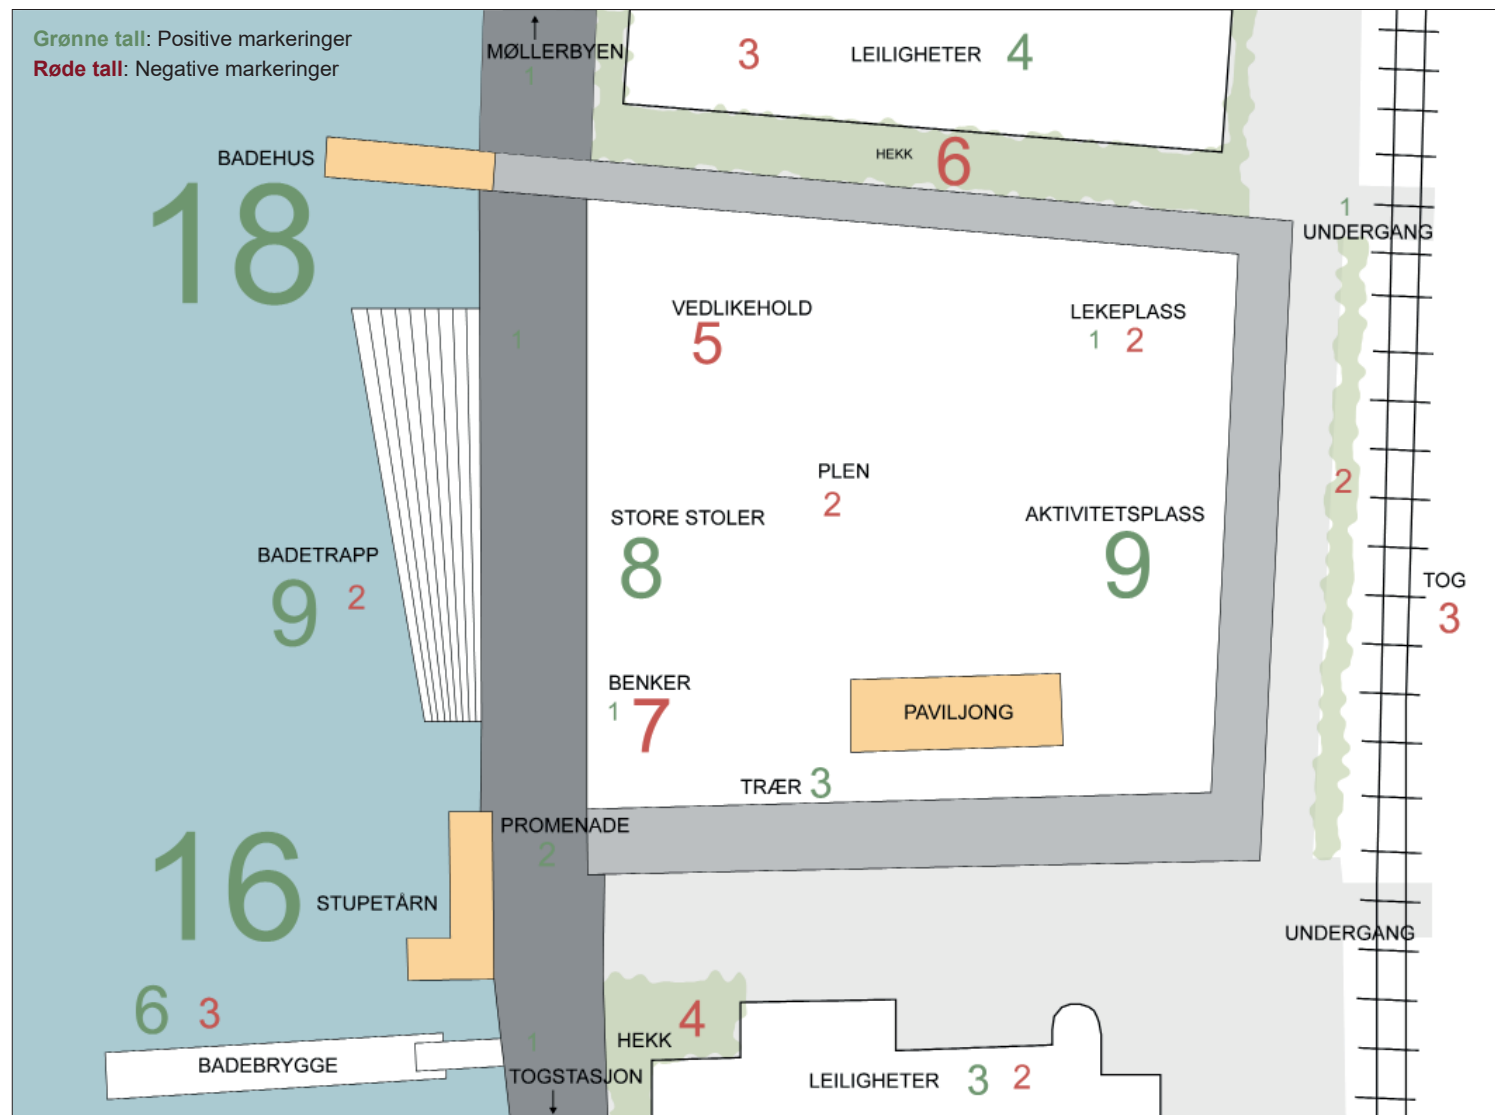 Grønne tall: Positive markeringer
Røde tall: Negative markeringer
MØLLERBYEN
1
3 LEILIGHETER 4
HEKK 6
BADEHUS
18
1
UNDERGANG
VEDLIKEHOLD
5
LEKEPLASS
1 2
1
PLEN
2
STORE STOLER
8
AKTIVITETSPLASS
9
2
BADETRAPP
9 2
TOG
3
BENKER
1 7
PAVILJONG
TRÆR 3
PROMENADE
2
16
STUPETÅRN
UNDERGANG
6 3
BADEBRYGGE
1
TOGSTASJON
HEKK 4
LEILIGHETER 3 2